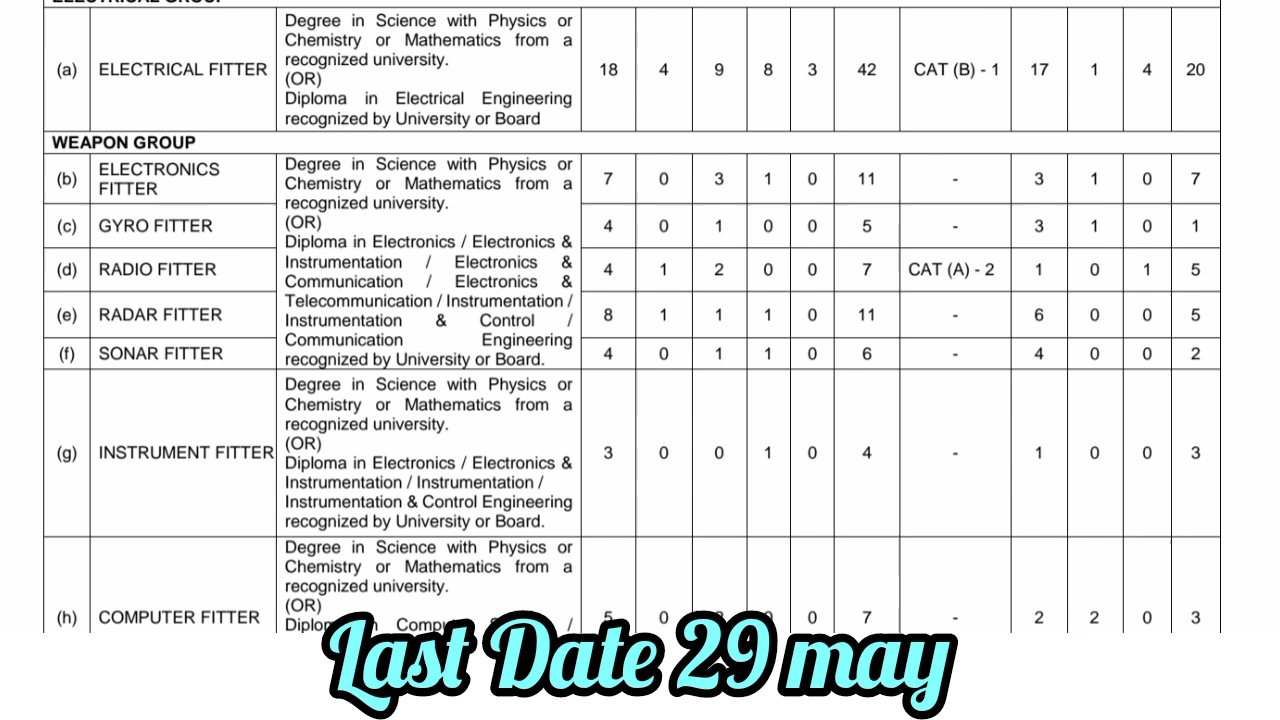 ELECTRICAL GROUP
(a) ELECTRICAL FITTER Degree in Science with Physics or
Chemistry or Mathematics from a
recognized university.
(OR)
Diploma in Electrical Engineering
recognized by University or Board
18 4 9 8 3 42 CAT (B) - 1 17 1 4 20
WEAPON GROUP
(b) ELECTRONICS
FITTER
7 0 3 1 0 11 - 3 1 0 7
Degree in Science with Physics or
Chemistry or Mathematics from a
recognized university.
(OR)
Diploma in Electronics / Electronics &
Instrumentation / Electronics &
Communication / Electronics &
Telecommunication / Instrumentation /
Instrumentation & Control /
Communication Engineering
recognized by University or Board.
(c) GYRO FITTER 4 0 1 0 0 5 - 3 1 0 1
(d) RADIO FITTER 4 1 2 0 0 7 CAT (A) - 2 1 0 1 5
(e) RADAR FITTER 8 1 1 1 0 11 - 6 0 0 5
(f) SONAR FITTER 4 0 1 1 0 6 - 4 0 0 2
(g) INSTRUMENT FITTER Degree in Science with Physics or
Chemistry or Mathematics from a
recognized university.
(OR)
Diploma in Electronics / Electronics &
Instrumentation / Instrumentation /
Instrumentation & Control Engineering
recognized by University or Board.
3 0 0 1 0 4 - 1 0 0 3
(h) COMPUTER FITTER Degree in Science with Physics or
Chemistry or Mathematics from a
recognized university.
(OR)
5 0 0 7 - 2 2 0 3
Last Date 29 may